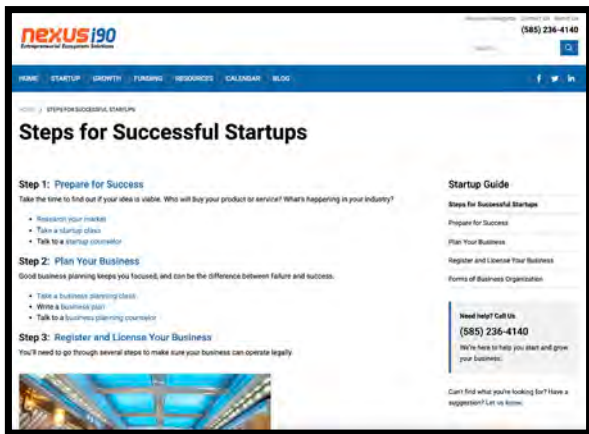 nexus i90
Entrepreneurial Ecosystem Solutions
Contact Us About Us
(585) 236-4140
HOME STARTUP GROWTH FUNDING RESOURCES CALENDAR BLOG
HOME / STEPS FOR SUCCESSFUL STARTUPS
Steps for Successful Startups
Step 1: Prepare for Success
Take the time to find out if your idea is viable. Who will buy your product or service? What's happening in your industry?
• Research your market
• Take a startup class
• Talk to a startup counselor
Step 2: Plan Your Business
Good business planning keeps you focused, and can be the difference between failure and success.
• Take a business planning class
• Write a business plan
• Talk to a business planning counselor
Step 3: Register and License Your Business
You'll need to go through several steps to make sure your business can operate legally.
Startup Guide
Steps for Successful Startups
Prepare for Success
Plan Your Business
Register and License Your Business
Forms of Business Organization
Need help? Call Us
(585) 236-4140
We're here to help you start and grow
your business.
Can't find what you're looking for? Have a
suggestion? Let us know.